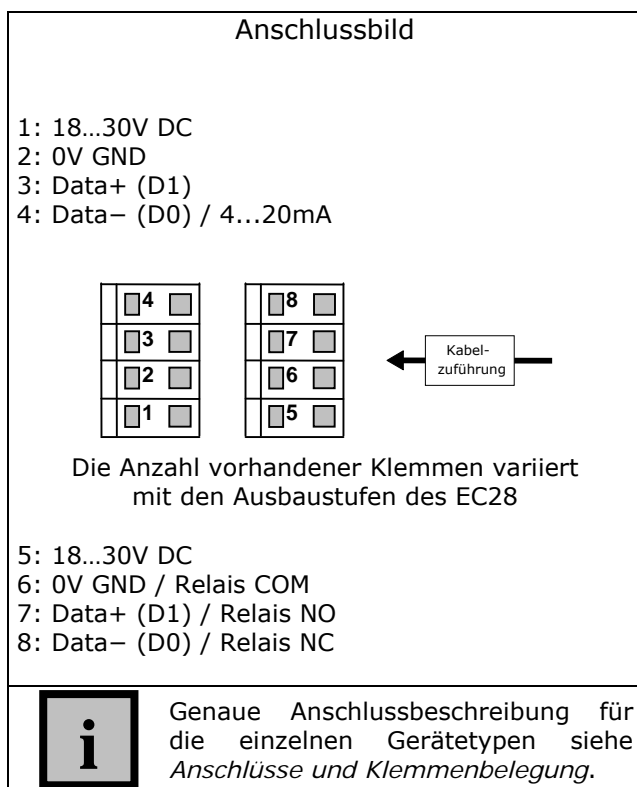 Anschlussbild
1: 18…30V DC
2: 0V GND
3: Data+ (D1)
4: Data− (D0) / 4...20mA
4 8
3 7
2 6
1 5
Kabel-
zuführung
Die Anzahl vorhandener Klemmen variiert
mit den Ausbaustufen des EC28
5: 18…30V DC
6: 0V GND / Relais COM
7: Data+ (D1) / Relais NO
8: Data− (D0) / Relais NC
i
Genaue Anschlussbeschreibung für
die einzelnen Gerätetypen siehe
Anschlüsse und Klemmenbelegung.